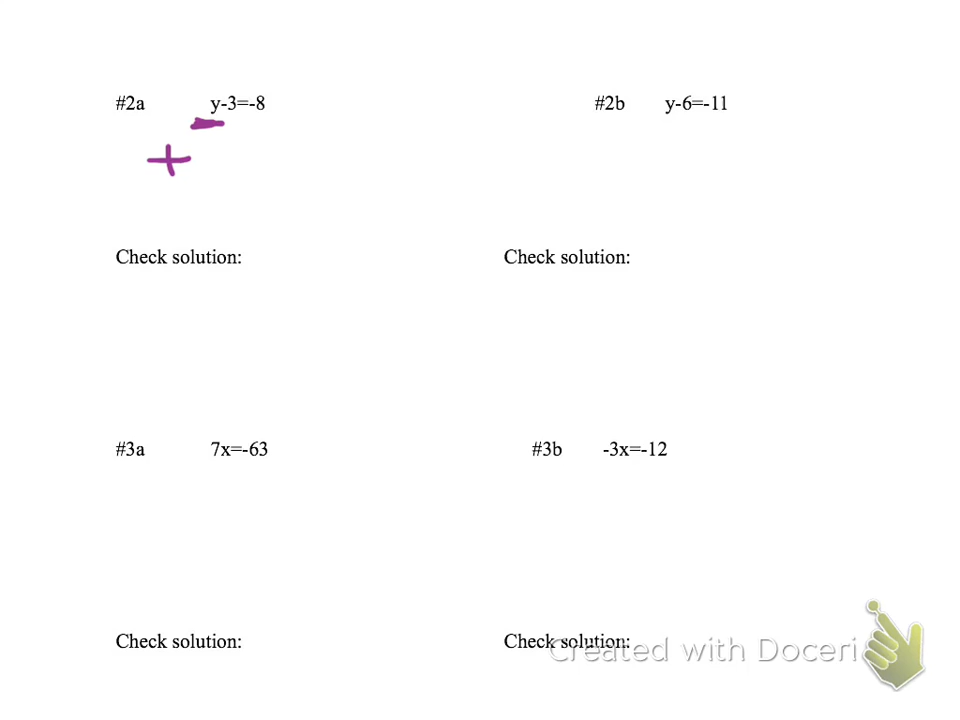 #2a y-3=-8 #2b y-6=-11
+
Check solution: Check solution:
#3a 7x=-63 #3b -3x=-12
Check solution: Check solution:
Created with Doceri